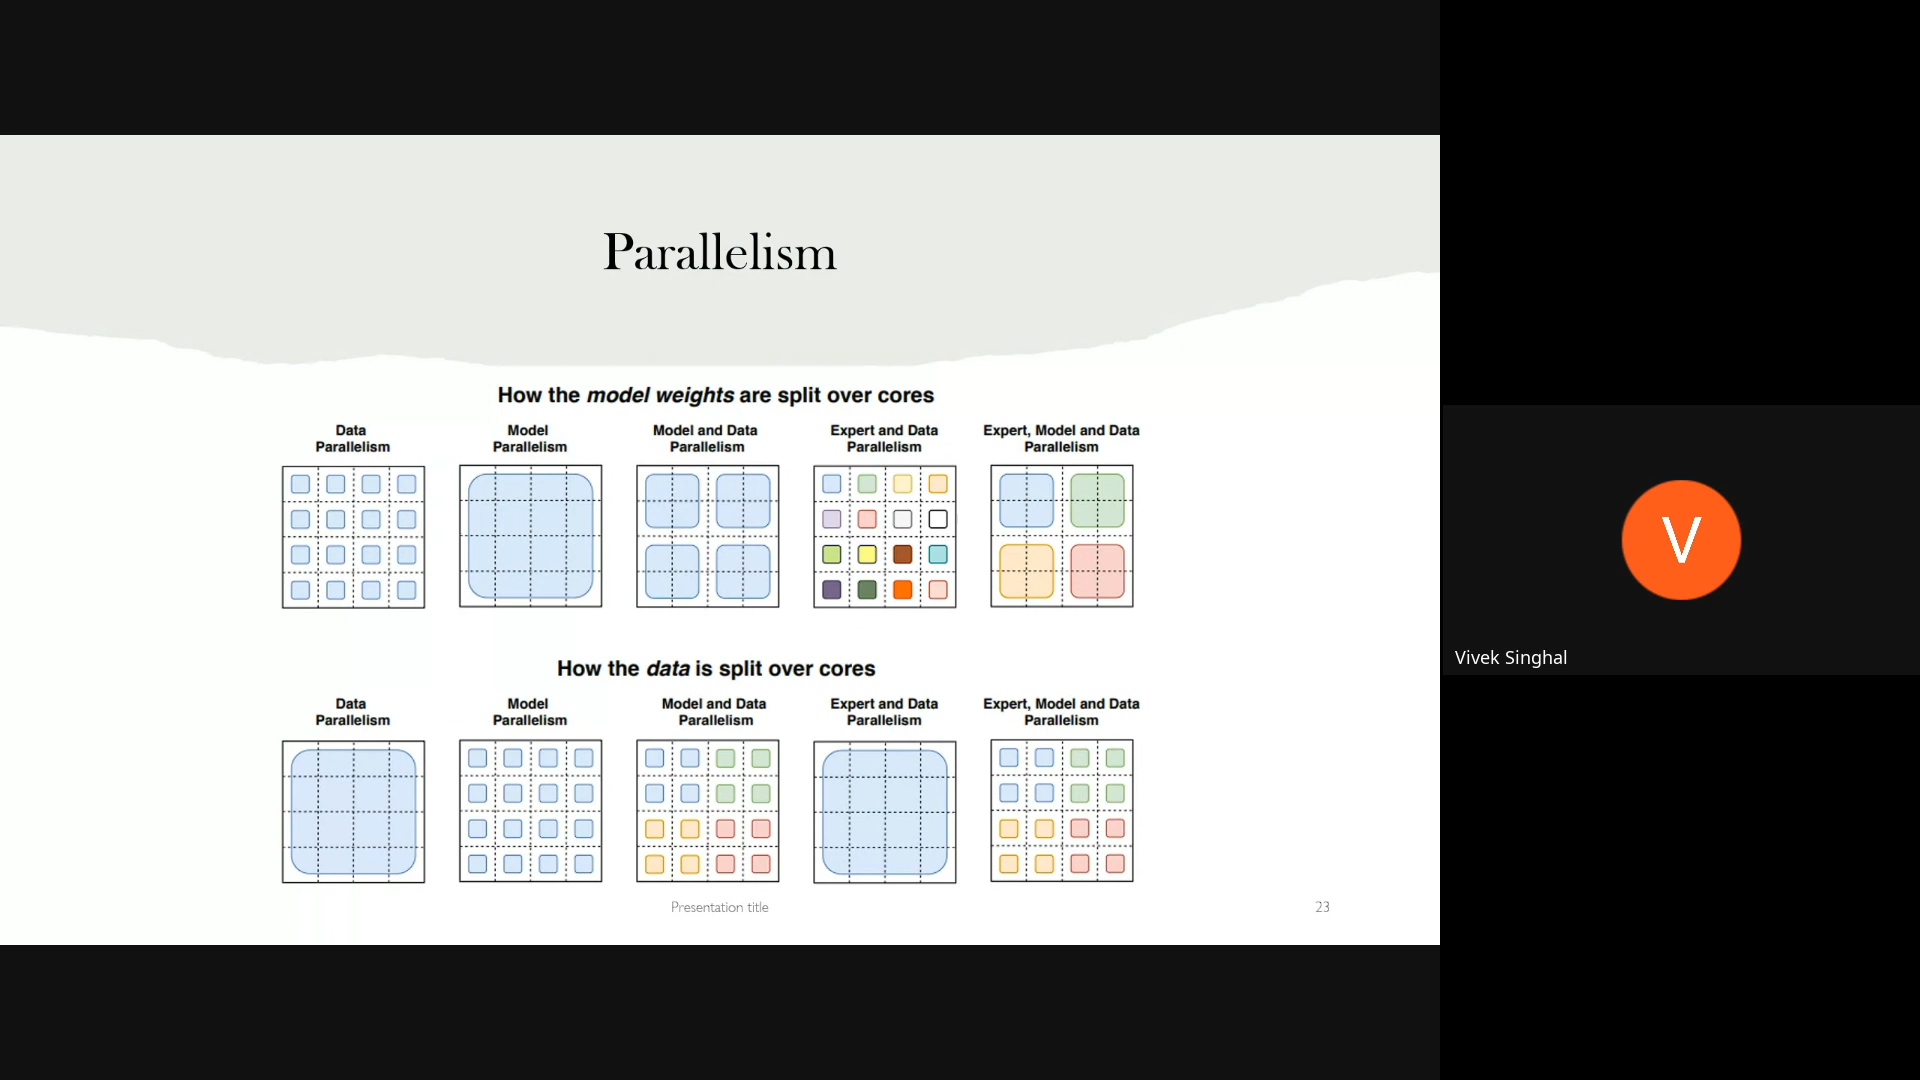 Parallelism
How the model weights are split over cores
Data
Parallelism
Model
Parallelism
Model and Data
Parallelism
Expert and Data
Parallelism
Expert, Model and Data
Parallelism
How the data is split over cores
Data
Parallelism
Model
Parallelism
Model and Data
Parallelism
Expert and Data
Parallelism
Expert, Model and Data
Parallelism
Presentation title
23
V
Vivek Singhal